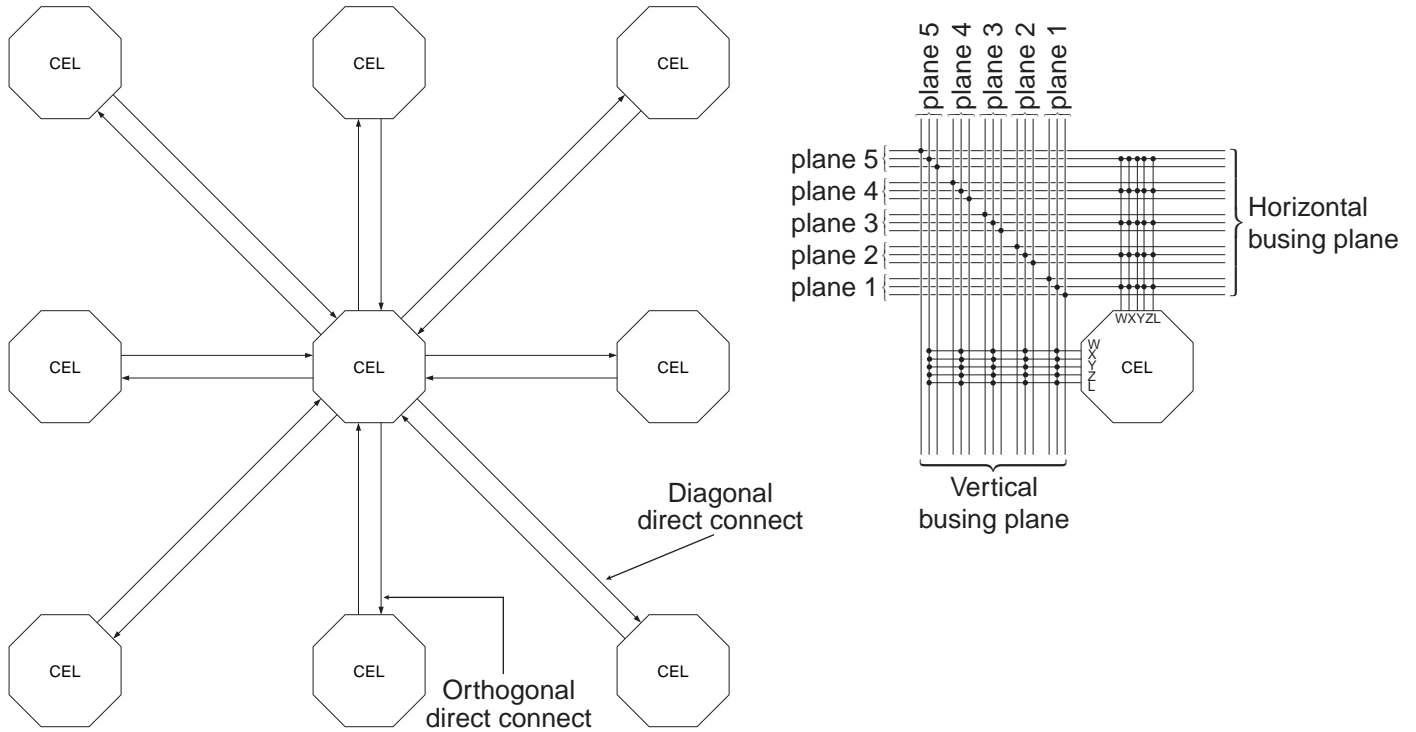 CEL
CEL
CEL
CEL
CEL
CEL
CEL
CEL
CEL
Diagonal
direct connect
Orthogonal
direct connect
plane 5
plane 4
plane 3
plane 2
plane 1
plane 5
plane 4
plane 3
plane 2
plane 1
Horizontal
busing plane
WXYZL
W
X
Y
Z
L
CEL
Vertical
busing plane